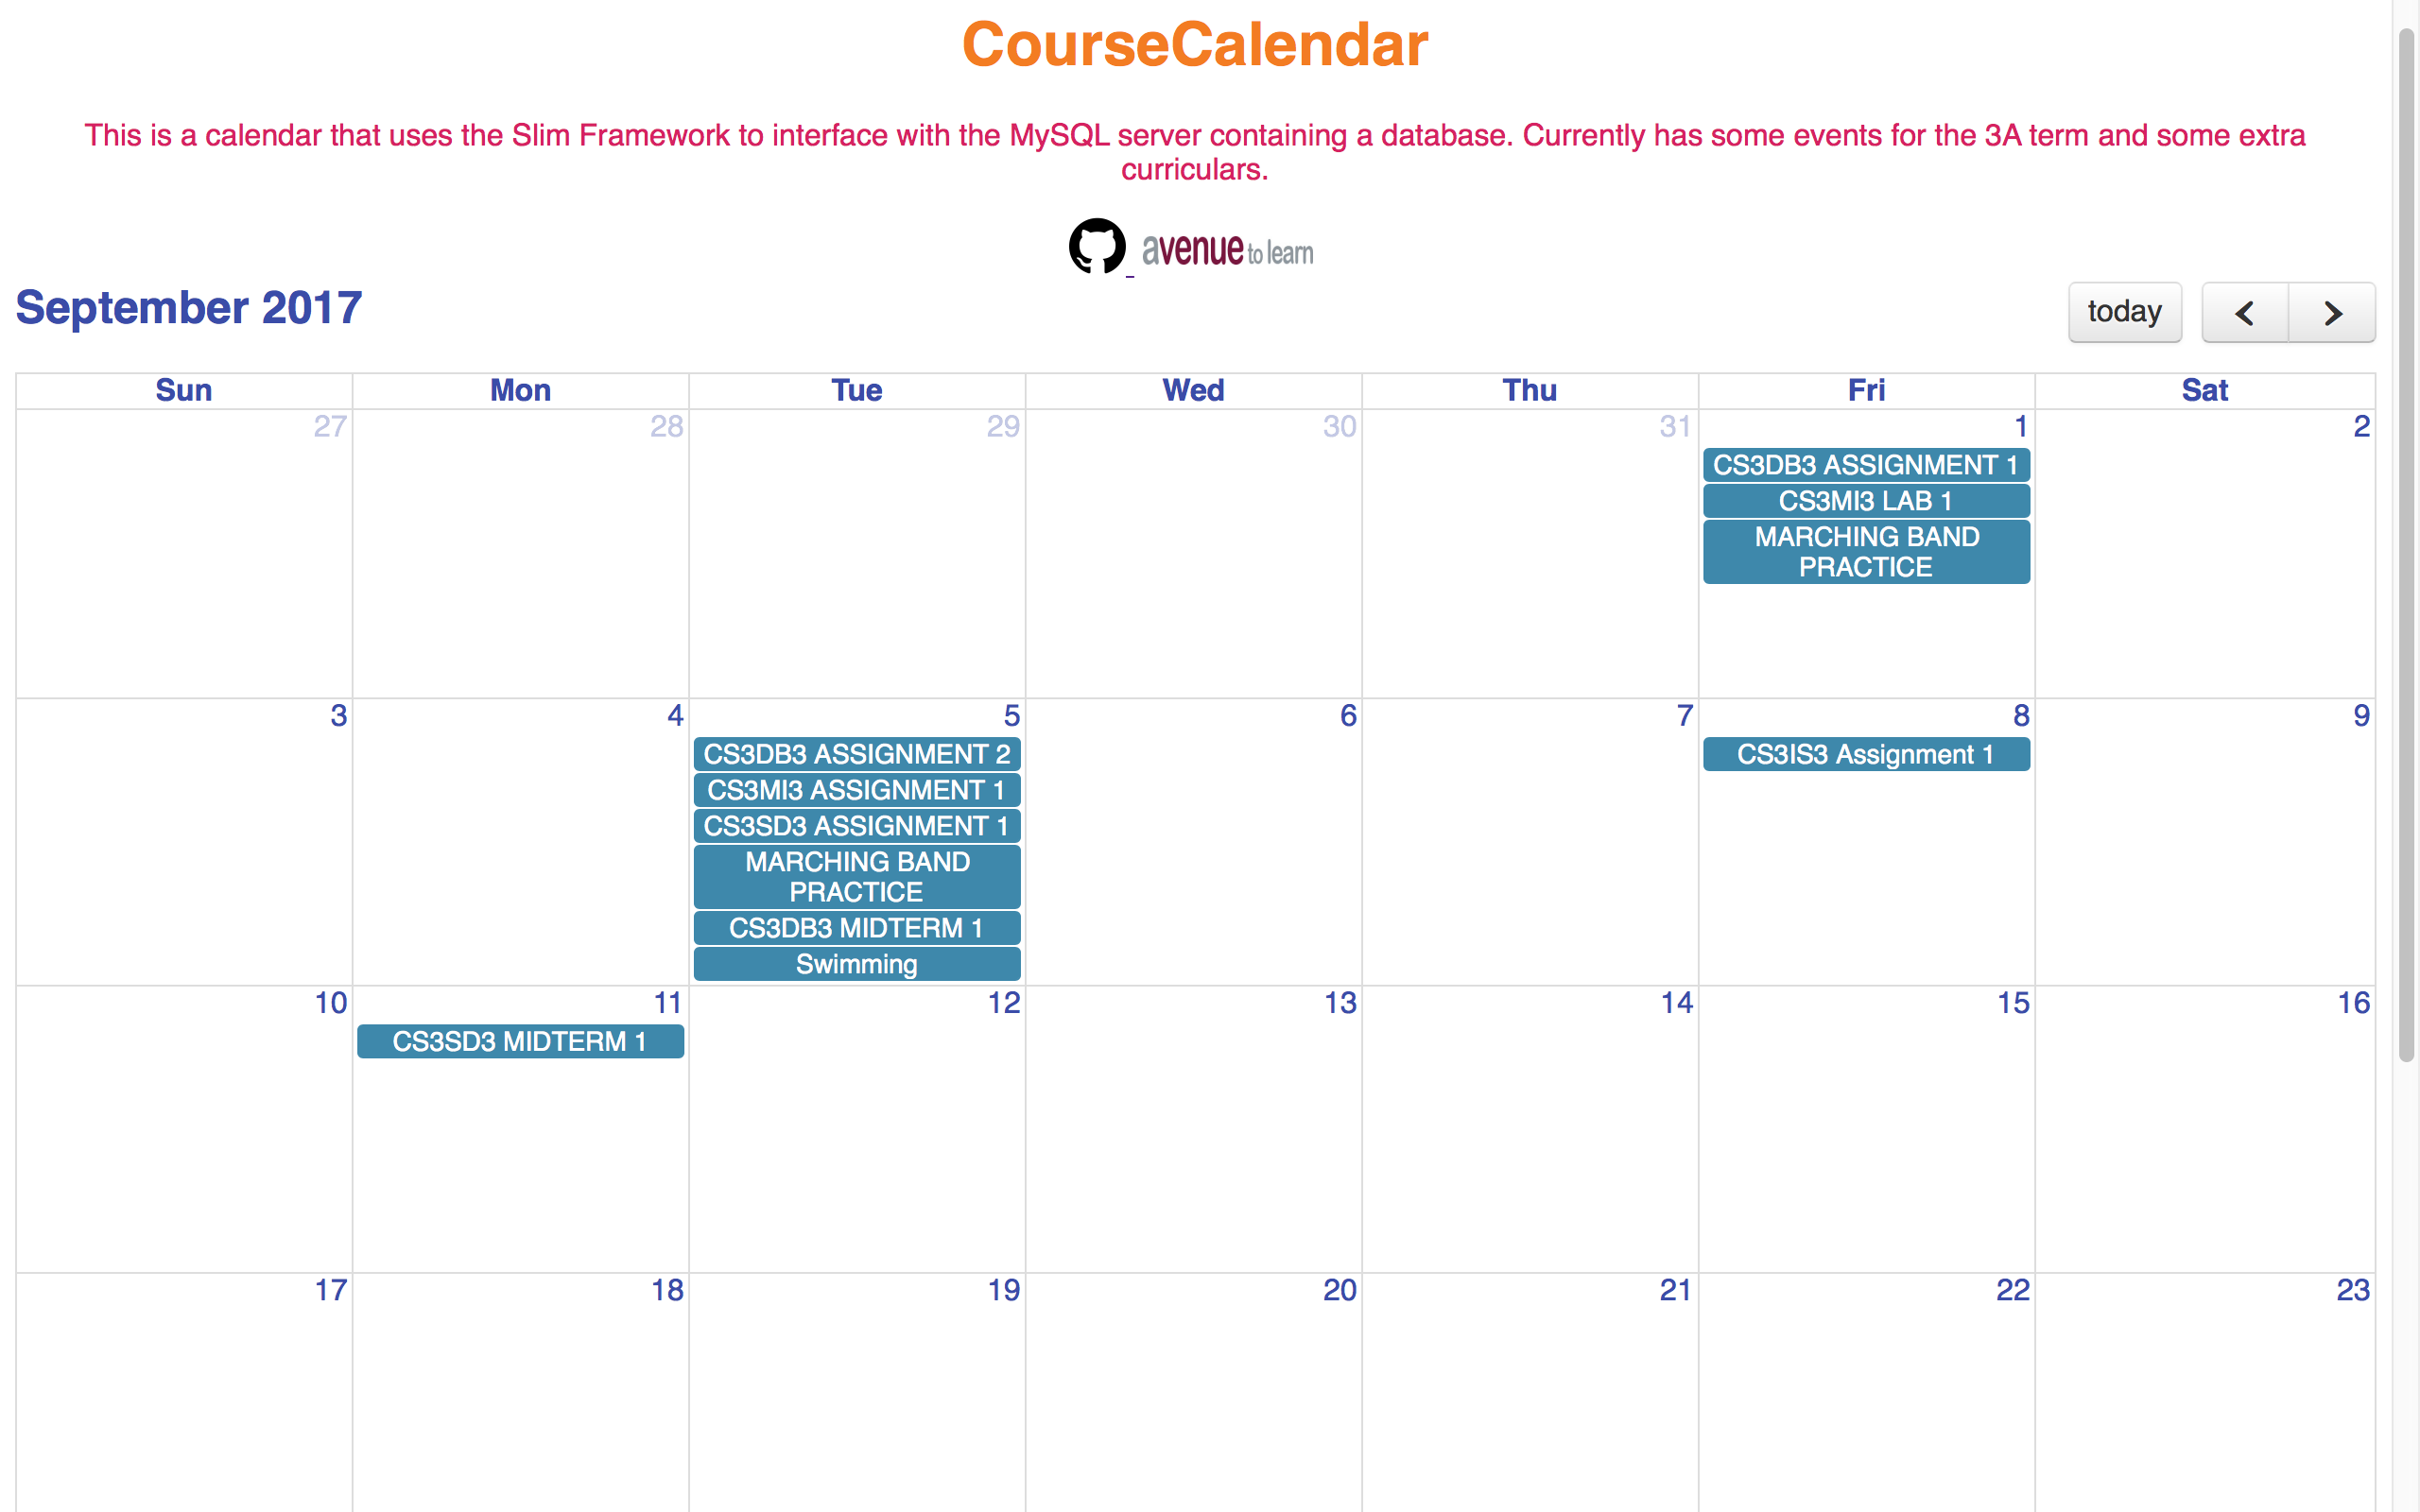 CourseCalendar
This is a calendar that uses the Slim Framework to interface with the MySQL server containing a database. Currently has some events for the 3A term and some extra
curriculars.
avenue to learn
September 2017
today
Sun Mon Tue Wed Thu Fri Sat
27 28 29 30 31 1 2
CS3DB3 ASSIGNMENT 1
CS3MI3 LAB 1
MARCHING BAND
PRACTICE
3 4 5 6 7 8 9
CS3DB3 ASSIGNMENT 2
CS3MI3 ASSIGNMENT 1
CS3SD3 ASSIGNMENT 1
MARCHING BAND
PRACTICE
CS3DB3 MIDTERM 1
Swimming
CS3IS3 Assignment 1
10 11 12 13 14 15 16
CS3SD3 MIDTERM 1
17 18 19 20 21 22 23